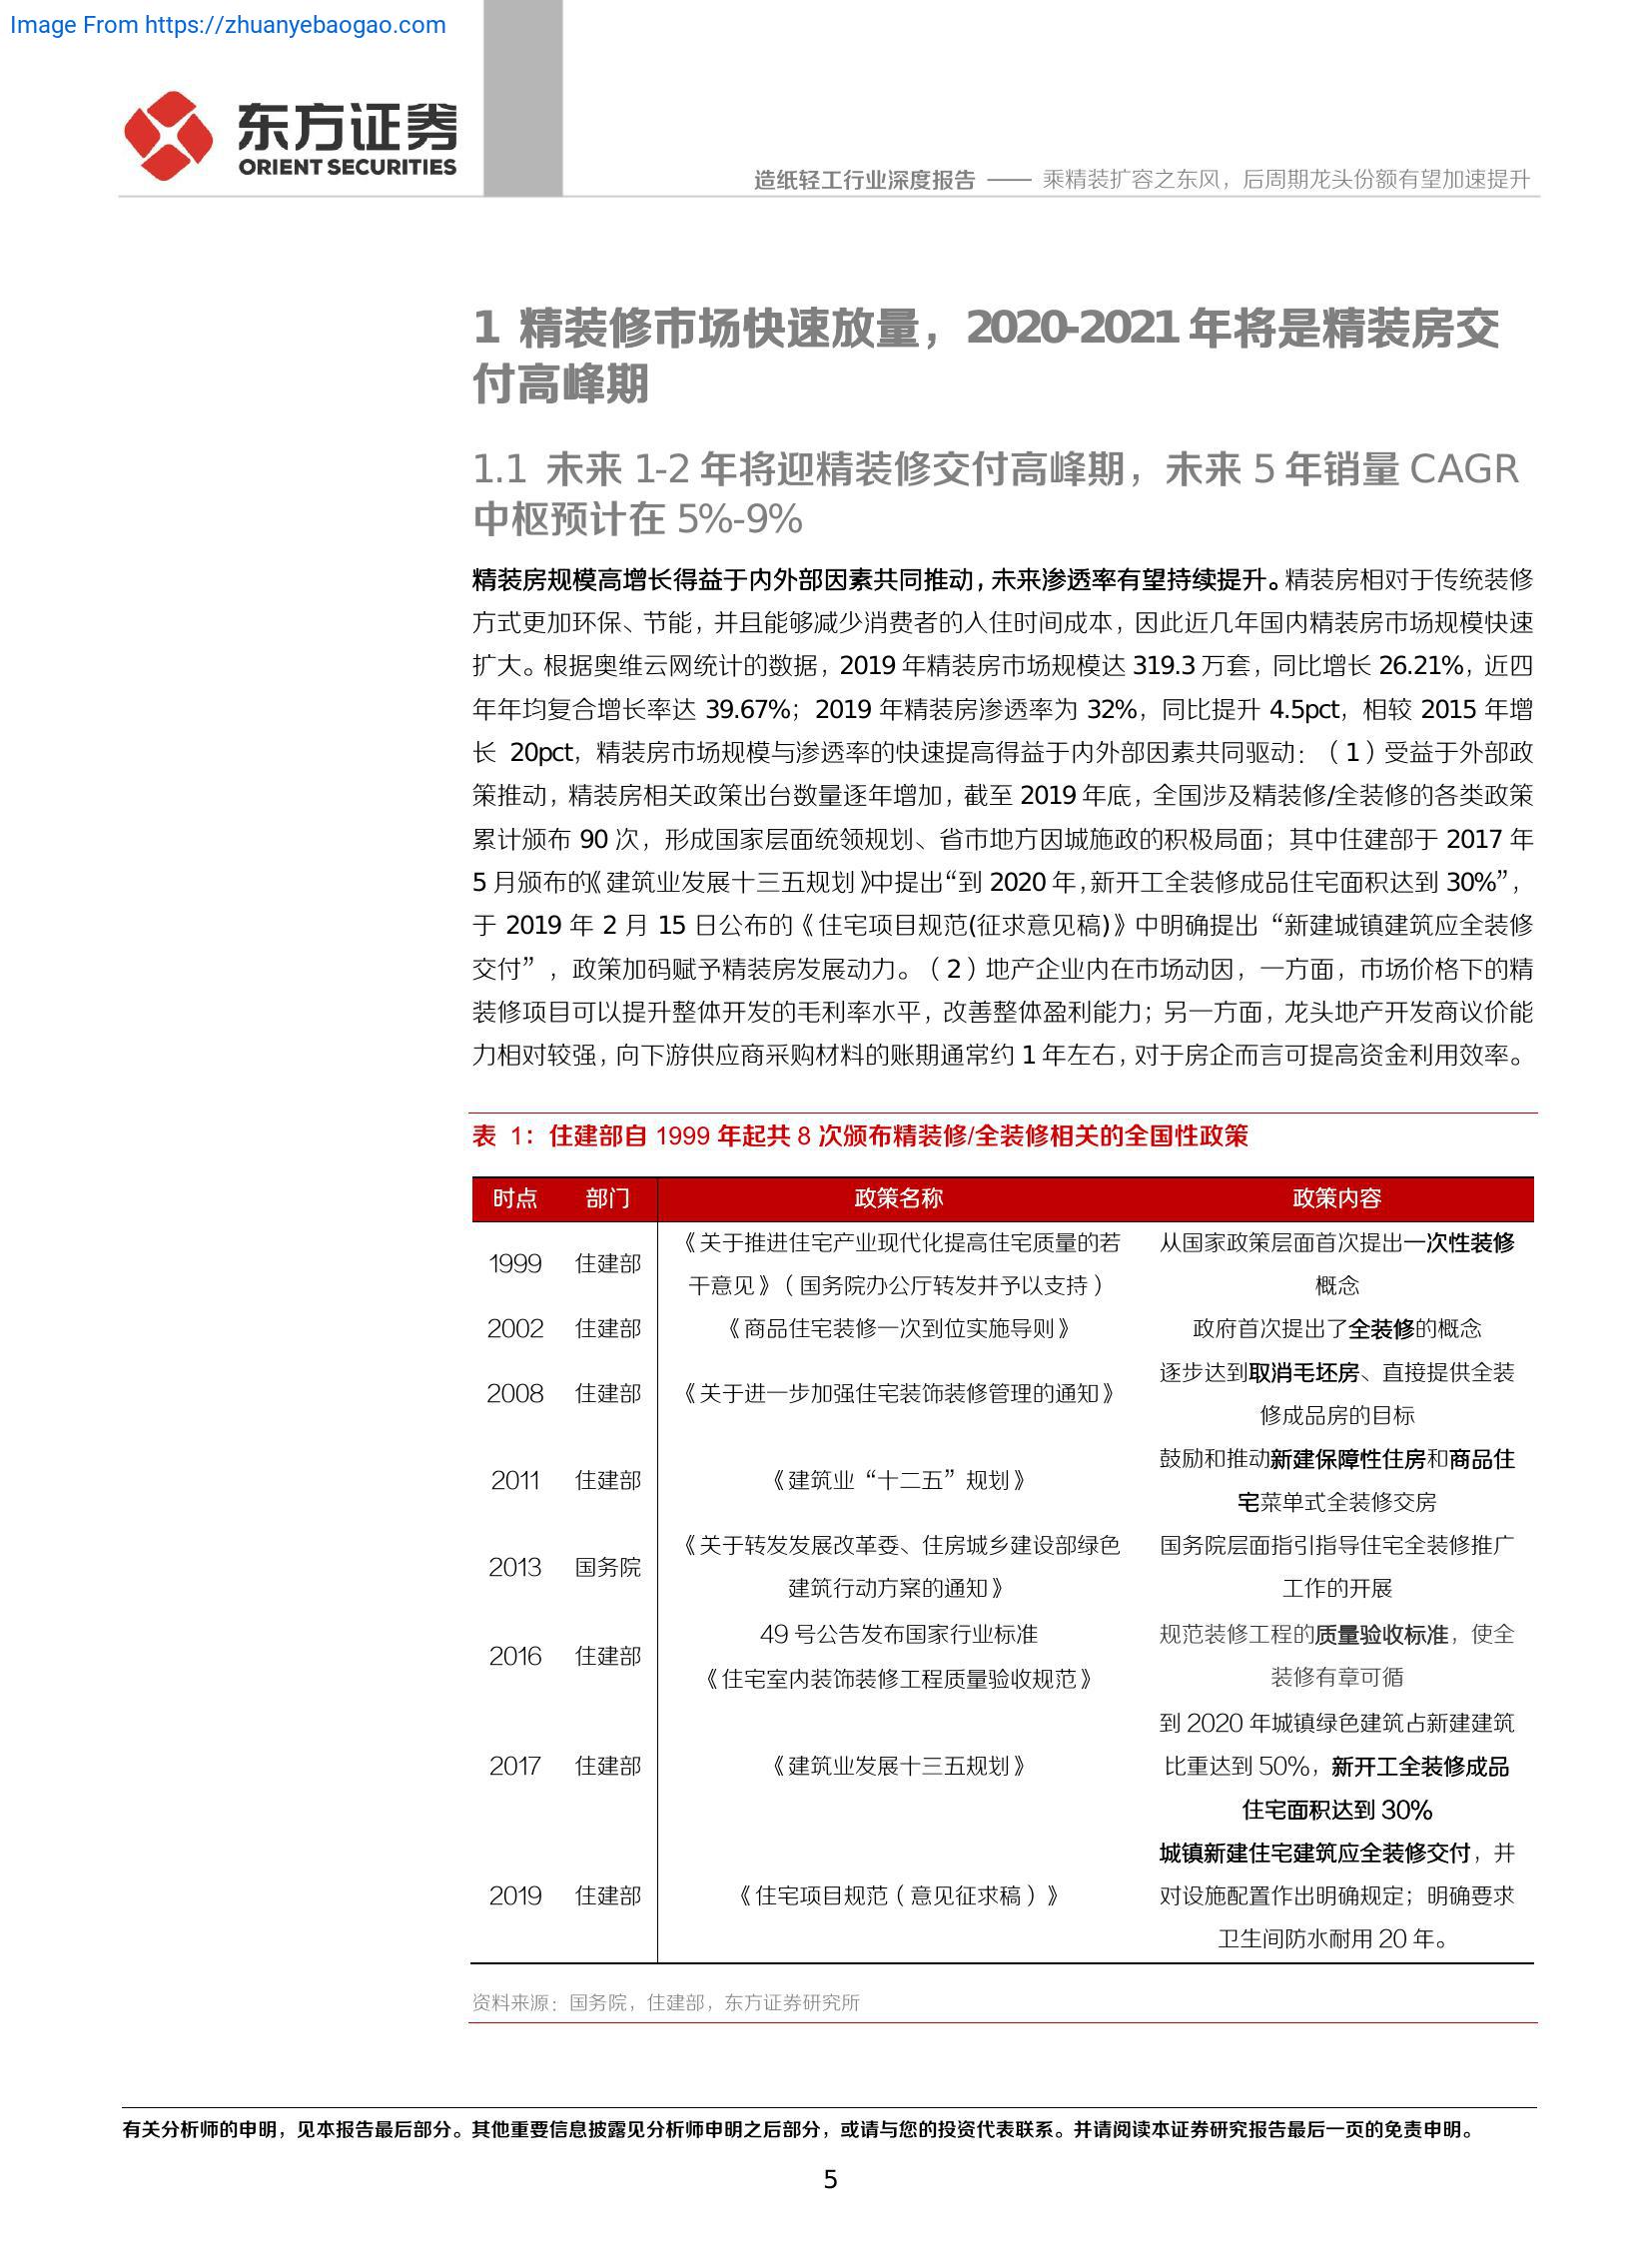 Image From https://zhuanyebaogao.com
东方证券
ORIENT SECURITIES
造纸轻工行业深度报告 —— 乘精装扩容之东风，后周期龙头份额有望加速提升
1 精装修市场快速放量，2020-2021 年将是精装房交
付高峰期
1.1 未来 1-2 年将迎精装修交付高峰期，未来 5 年销量 CAGR
中枢预计在 5%-9%
精装房规模高增长得益于内外部因素共同推动，未来渗透率有望持续提升。精装房相对于传统装修
方式更加环保、节能，并且能够减少消费者的入住时间成本，因此近几年国内精装房市场规模快速
扩大。根据奥维云网统计的数据，2019 年精装房市场规模达 319.3 万套，同比增长 26.21%，近四
年年均复合增长率达 39.67%；2019 年精装房渗透率为 32%，同比提升 4.5pct，相较 2015 年增
长 20pct，精装房市场规模与渗透率的快速提高得益于内外部因素共同驱动：（1）受益于外部政
策推动，精装房相关政策出台数量逐年增加，截至 2019 年底，全国涉及精装修/全装修的各类政策
累计颁布 90 次，形成国家层面统领规划、省市地方因城施政的积极局面；其中住建部于 2017 年
5 月颁布的《建筑业发展十三五规划》中提出“到 2020 年，新开工全装修成品住宅面积达到 30%”，
于 2019 年 2 月 15 日公布的《住宅项目规范(征求意见稿)》中明确提出“新建城镇建筑应全装修
交付”，政策加码赋予精装房发展动力。（2）地产企业内在市场动因，一方面，市场价格下的精
装修项目可以提升整体开发的毛利率水平，改善整体盈利能力；另一方面，龙头地产开发商议价能
力相对较强，向下游供应商采购材料的账期通常约 1 年左右，对于房企而言可提高资金利用效率。
表 1：住建部自 1999 年起共 8 次颁布精装修/全装修相关的全国性政策
时点 部门 政策名称 政策内容
1999 住建部 《关于推进住宅产业现代化提高住宅质量的若 从国家政策层面首次提出一次性装修
干意见》（国务院办公厅转发并予以支持） 概念
2002 住建部 《商品住宅装修一次到位实施导则》 政府首次提出了全装修的概念
2008 住建部 《关于进一步加强住宅装饰装修管理的通知》 逐步达到取消毛坯房、直接提供全装
修成品房的目标
2011 住建部 《建筑业“十二五”规划》 鼓励和推动新建保障性住房和商品住
宅菜单式全装修交房
2013 国务院 《关于转发发展改革委、住房城乡建设部绿色 国务院层面指引指导住宅全装修推广
建筑行动方案的通知》 工作的开展
2016 住建部 49 号公告发布国家行业标准 规范装修工程的质量验收标准，使全
《住宅室内装饰装修工程质量验收规范》 装修有章可循
到 2020 年城镇绿色建筑占新建建筑
2017 住建部 《建筑业发展十三五规划》 比重达到 50%，新开工全装修成品
住宅面积达到 30%
城镇新建住宅建筑应全装修交付，并
2019 住建部 《住宅项目规范（意见征求稿）》 对设施配置作出明确规定；明确要求
卫生间防水耐用 20 年。
资料来源：国务院，住建部，东方证券研究所
有关分析师的申明，见本报告最后部分。其他重要信息披露见分析师申明之后部分，或请与您的投资代表联系。并请阅读本证券研究报告最后一页的免责申明。
5